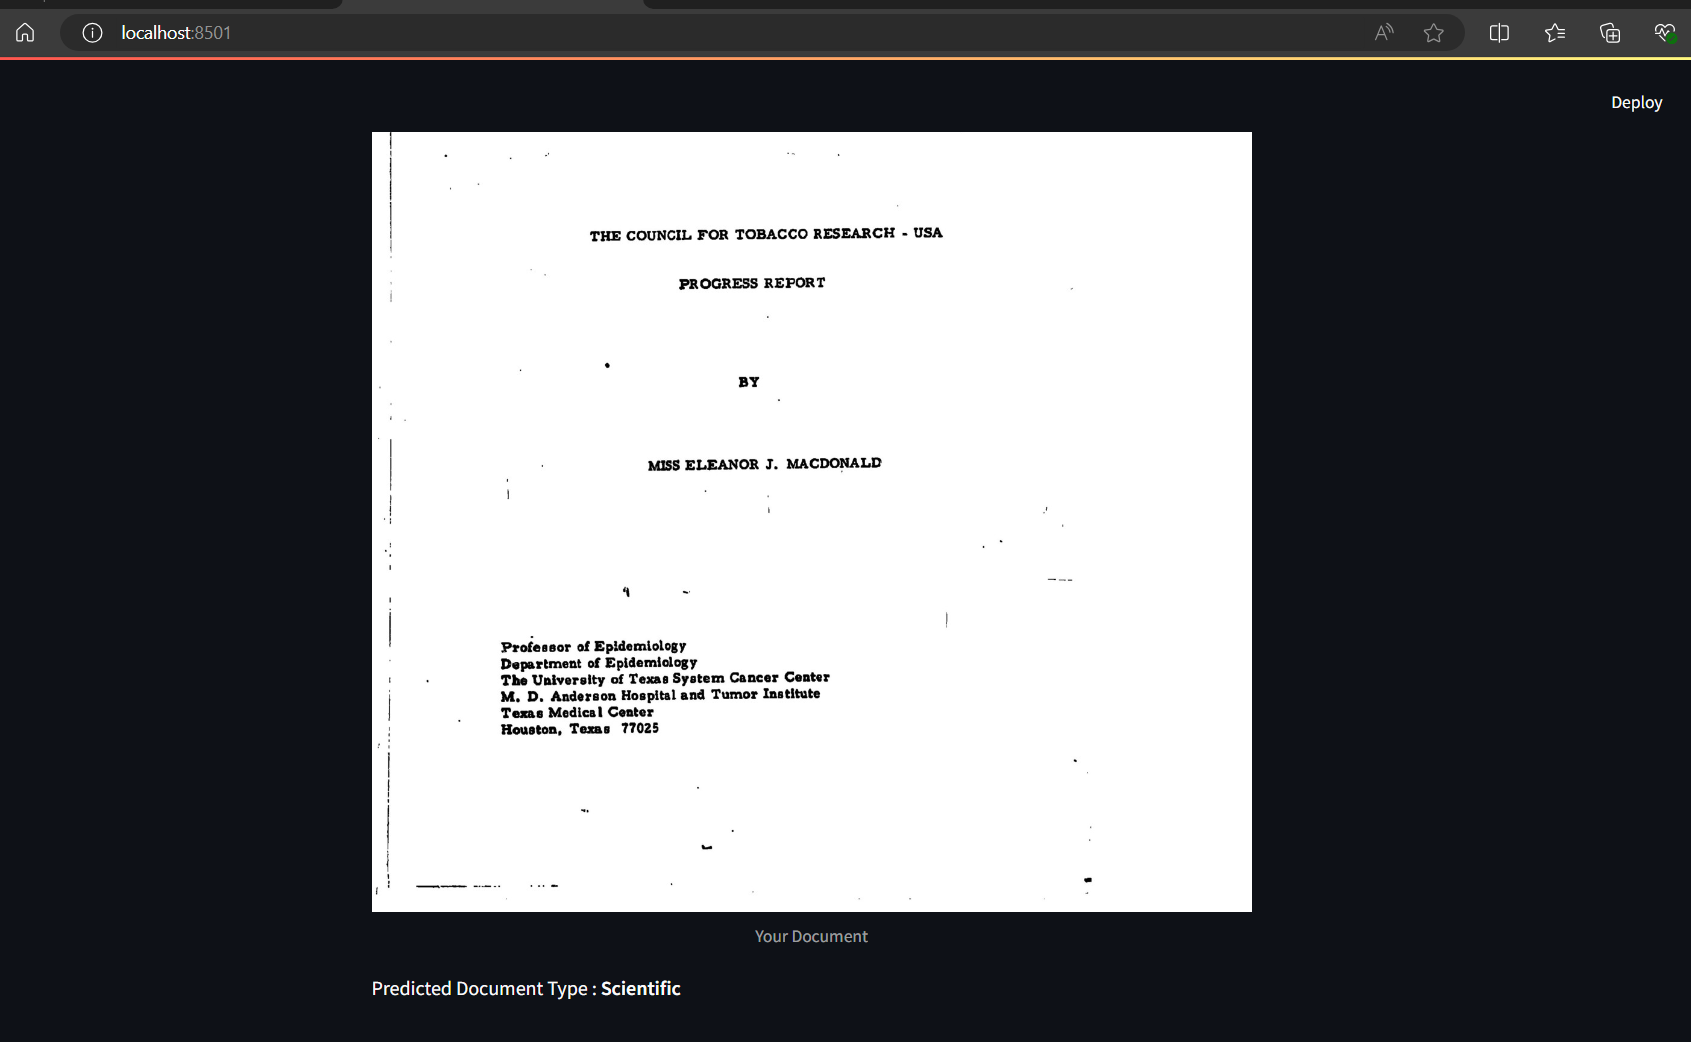 localhost:8501
Deploy
THE COUNCIL FOR TOBACCO RESEARCH - USA
PROGRESS REPORT
BY
MISS ELEANOR J. MACDONALD
Professor of Epidemiology
Department of Epidemiology
The University of Texas System Cancer Center
M. D. Anderson Hospital and Tumor Institute
Texas Medical Center
Houston, Texas 77025
Your Document
Predicted Document Type : Scientific